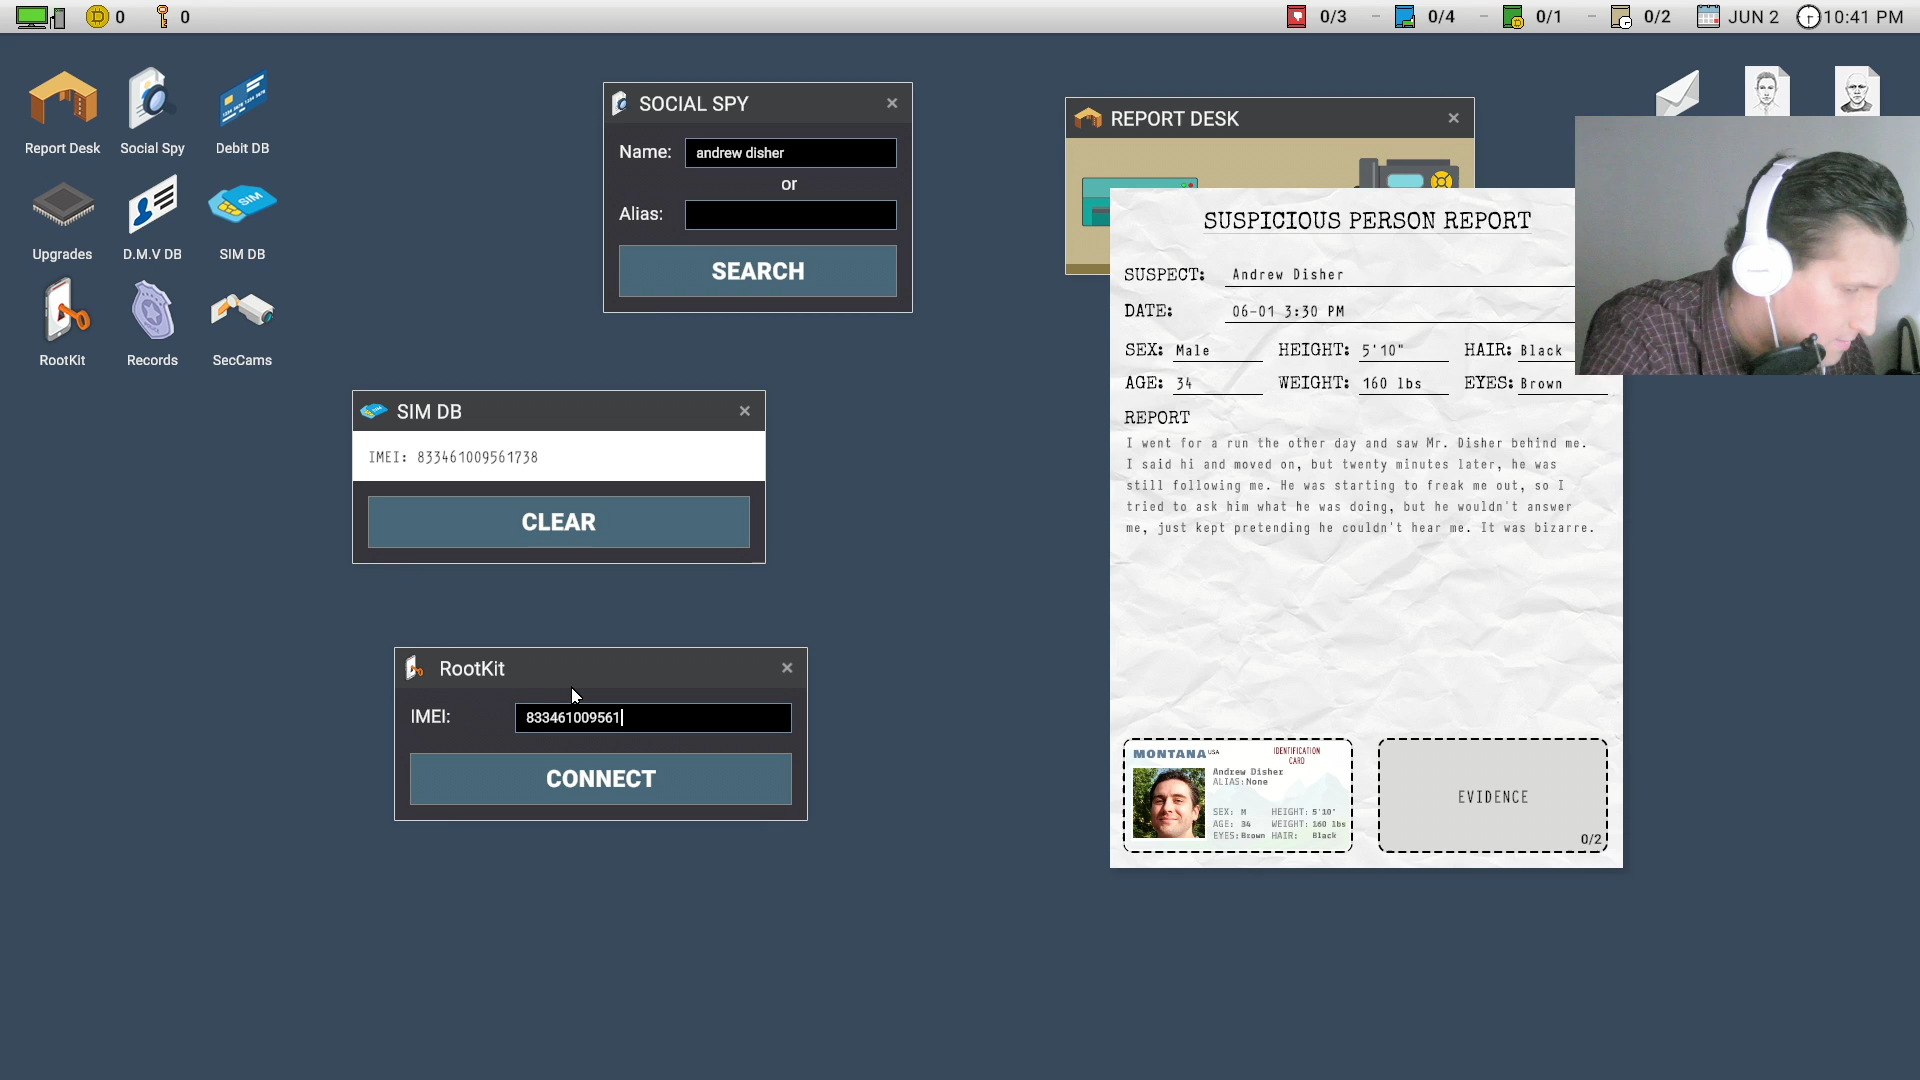 0
0
0/3
0/4
0/1
0/2
JUN 2
10:41 PM
Report Desk
Social Spy
Debit DB
Upgrades
D.M.V DB
SIM DB
RootKit
Records
SecCams
SOCIAL SPY
Name: andrew disher
or
Alias:
SEARCH
SIM DB
IMEI: 833461009561738
CLEAR
RootKit
IMEI: 833461009561
CONNECT
REPORT DESK
SUSPICIOUS PERSON REPORT
SUSPECT: Andrew Disher
DATE: 06-01 3:30 PM
SEX: Male HEIGHT: 5'10" HAIR: Black
AGE: 34 WEIGHT: 160 lbs EYES: Brown
REPORT
I went for a run the other day and saw Mr. Disher behind me.
I said hi and moved on, but twenty minutes later, he was
still following me. He was starting to freak me out, so I
tried to ask him what he was doing, but he wouldn't answer
me, just kept pretending he couldn't hear me. It was bizarre.
MONTANA USA IDENTIFICATION
CARD
Andrew Disher
ALIAS: None
SEX: M HEIGHT: 5'10"
AGE: 34 WEIGHT: 160 lbs
EYES: Brown HAIR: Black
EVIDENCE
0/2